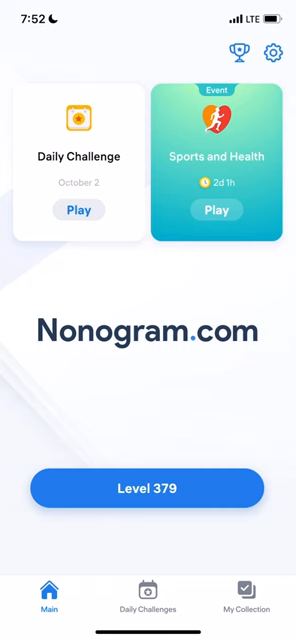 7:52
LTE
Event
Daily Challenge
Sports and Health
October 2
2d 1h
Play
Play
Nonogram.com
Level 379
Main
Daily Challenges
My Collection